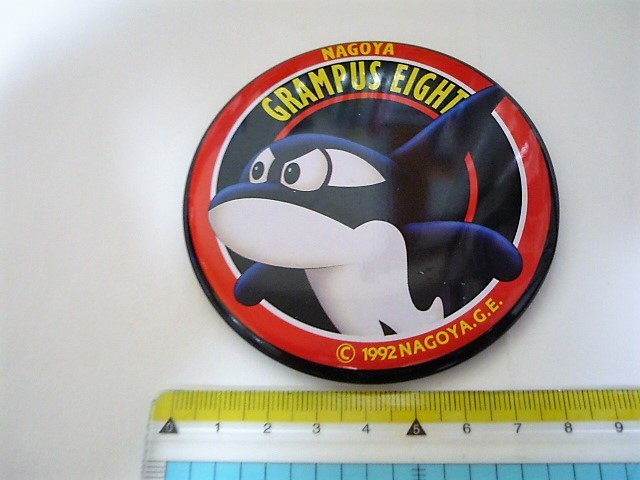 NAGOYA
GRAMPUS EIGHT
© 1992 NAGOYA.G.E.
0 1 2 3 4 5 6 7 8 9